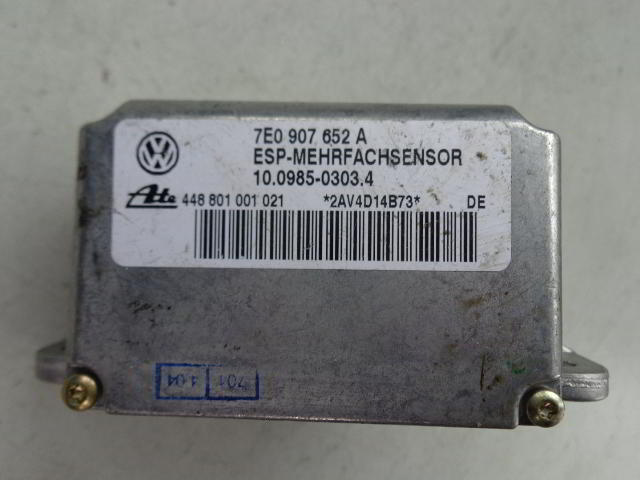 7E0 907 652 A
ESP-MEHRFACHSENSOR
10.0985-0303.4
Ate 448 801 001 021 *2AV4D14B73* DE
701 104